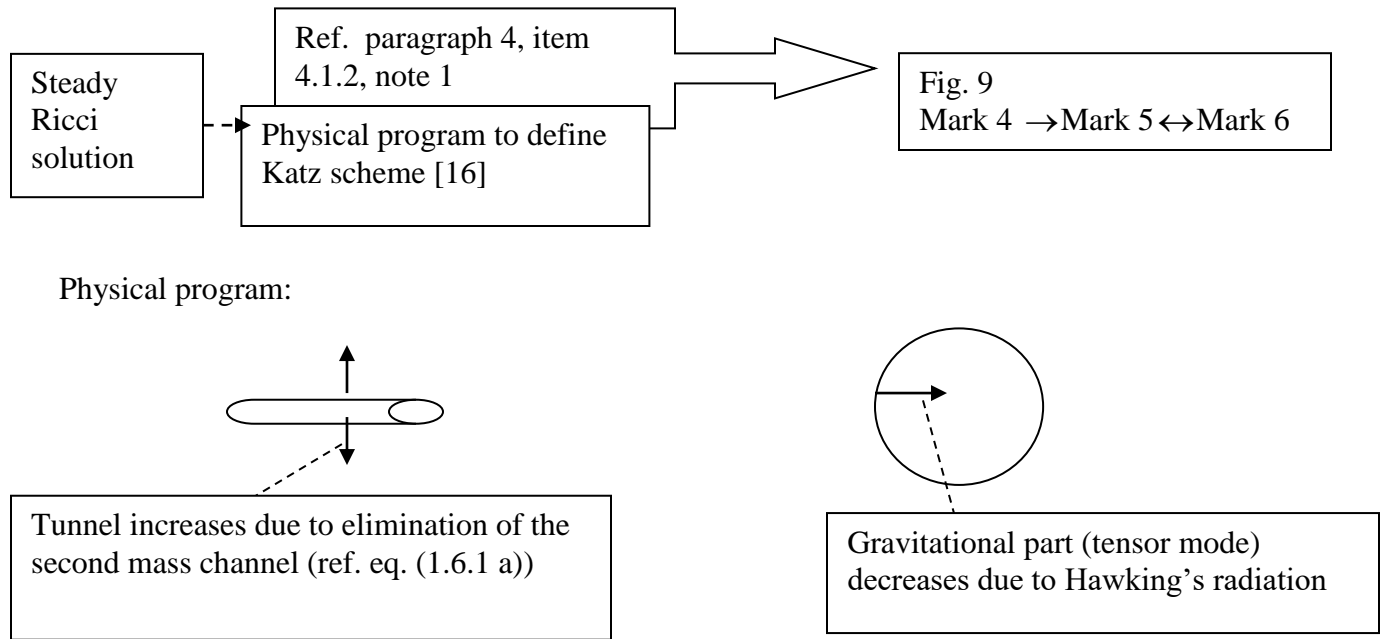 Steady
Ricci
solution
Ref. paragraph 4, item
4.1.2, note 1
Physical program to define
Katz scheme [16]
Fig. 9
Mark 4 →Mark 5↔Mark 6
Physical program:
Tunnel increases due to elimination of the
second mass channel (ref. eq. (1.6.1 a))
Gravitational part (tensor mode)
decreases due to Hawking's radiation